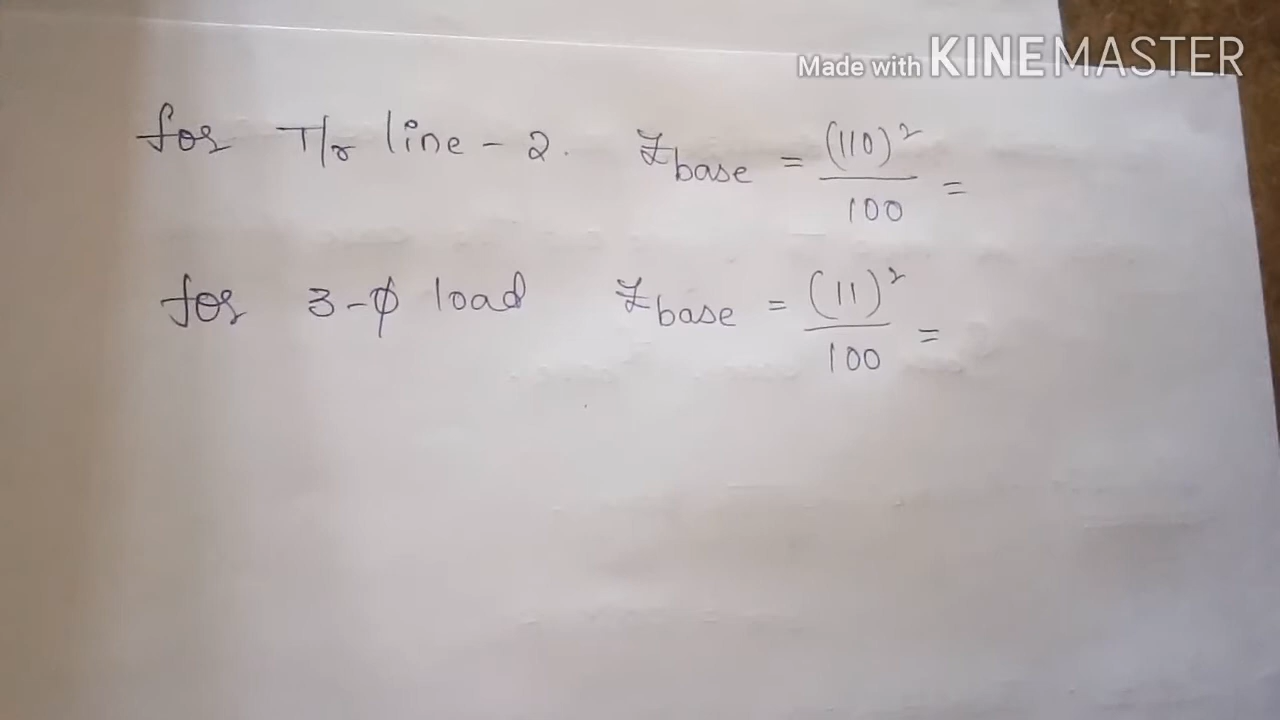 Made with KINEMASTER
for T/r line - 2. Zbase = (110)² / 100 =
for 3-φ load Zbase = (11)² / 100 =